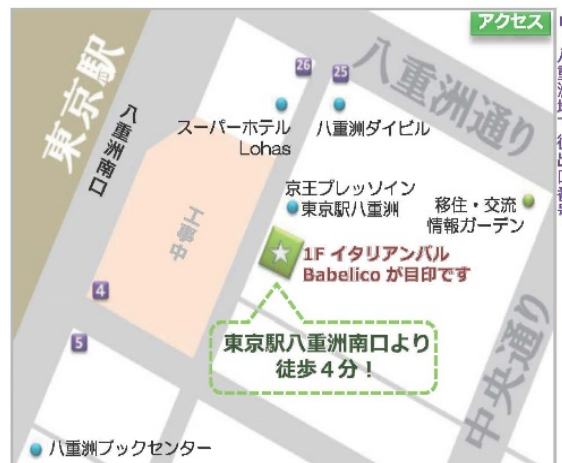 アクセス
東京駅
八重洲南口
八重洲通り
26
25
スーパーホテル
Lohas
八重洲ダイビル
京王プレッソイン
東京駅八重洲
移住・交流
情報ガーデン
工事中
1F イタリアンバル
Babelico が目印です
4
5
東京駅八重洲南口より
徒歩４分！
中央通り
八重洲ブックセンター